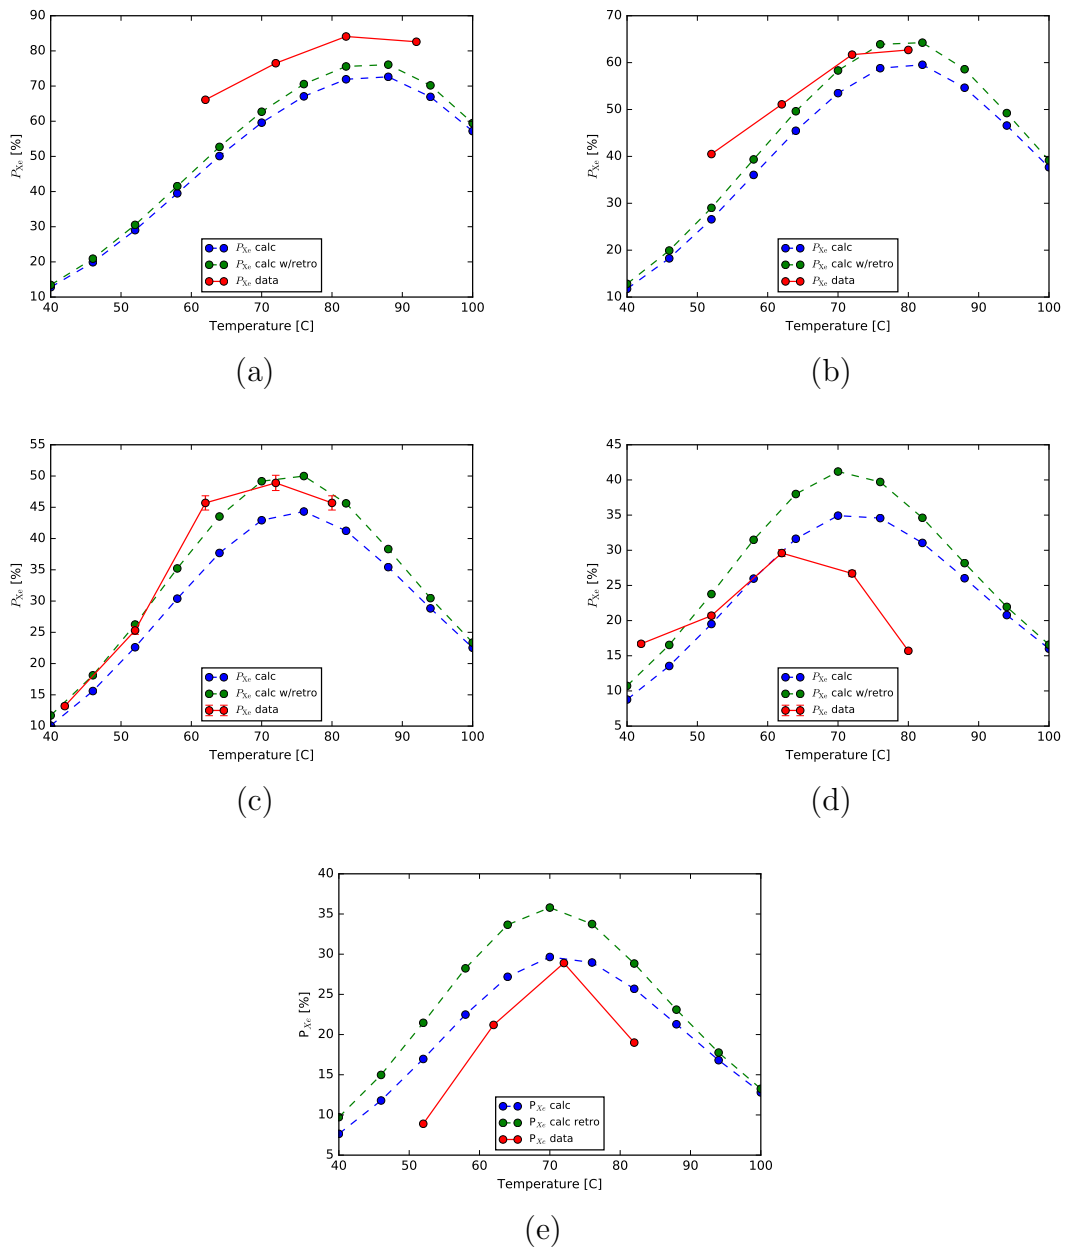 90
80
70
60
50
40
30
20
10
P_Xe [%]
P_Xe calc
P_Xe calc w/retro
P_Xe data
40 50 60 70 80 90 100
Temperature [C]
(a)
70
60
50
40
30
20
10
P_Xe [%]
P_Xe calc
P_Xe calc w/retro
P_Xe data
40 50 60 70 80 90 100
Temperature [C]
(b)
55
50
45
40
35
30
25
20
15
10
P_Xe [%]
P_Xe calc
P_Xe calc w/retro
P_Xe data
40 50 60 70 80 90 100
Temperature [C]
(c)
45
40
35
30
25
20
15
10
5
P_Xe [%]
P_Xe calc
P_Xe calc w/retro
P_Xe data
40 50 60 70 80 90 100
Temperature [C]
(d)
40
35
30
25
20
15
10
5
P_Xe [%]
P_Xe calc
P_Xe calc retro
P_Xe data
40 50 60 70 80 90 100
Temperature [C]
(e)